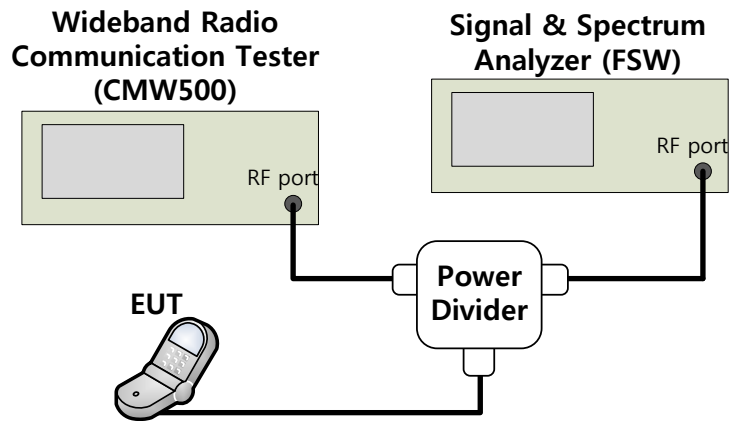 Wideband Radio
Communication Tester
(CMW500)
Signal & Spectrum
Analyzer (FSW)
RF port
RF port
Power
Divider
EUT